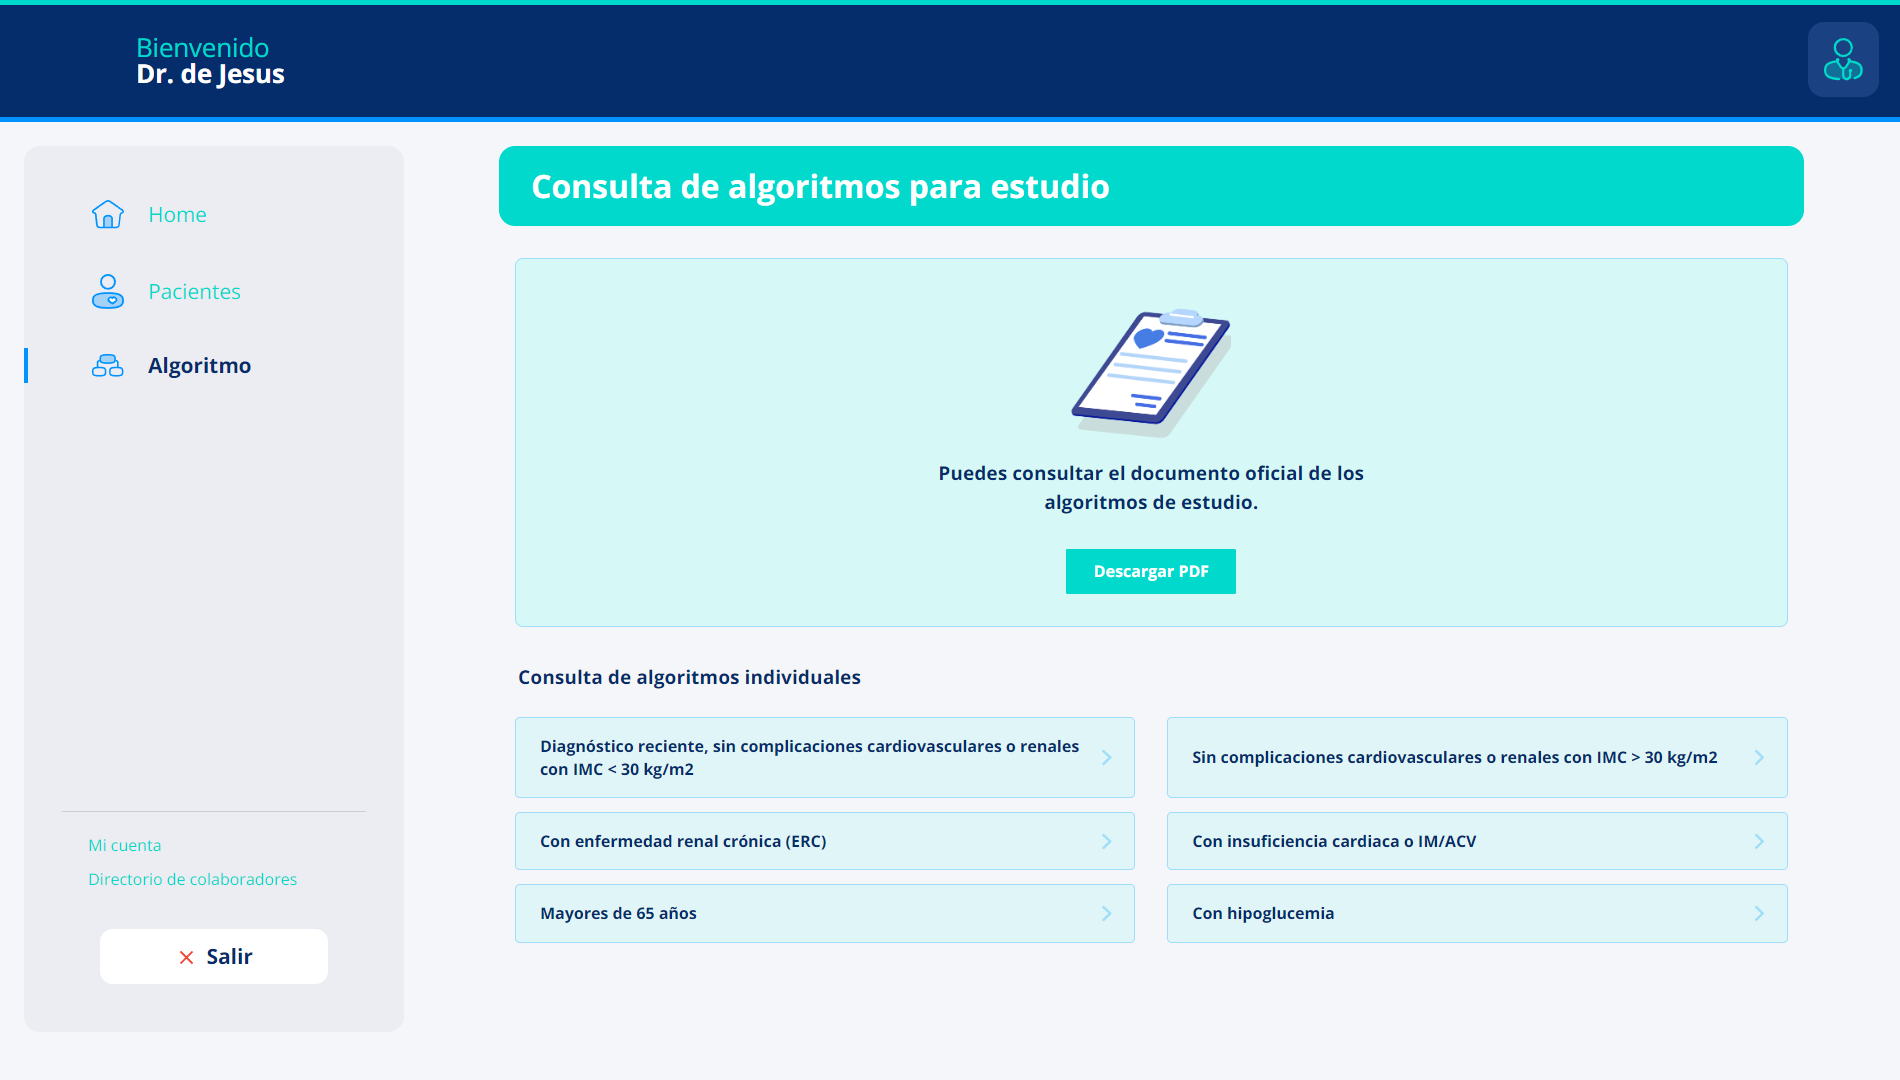 Bienvenido
Dr. de Jesus
Home
Pacientes
Algoritmo
Mi cuenta
Directorio de colaboradores
Salir
Consulta de algoritmos para estudio
Puedes consultar el documento oficial de los
algoritmos de estudio.
Descargar PDF
Consulta de algoritmos individuales
Diagnóstico reciente, sin complicaciones cardiovasculares o renales
con IMC < 30 kg/m2
Sin complicaciones cardiovasculares o renales con IMC > 30 kg/m2
Con enfermedad renal crónica (ERC)
Con insuficiencia cardiaca o IM/ACV
Mayores de 65 años
Con hipoglucemia